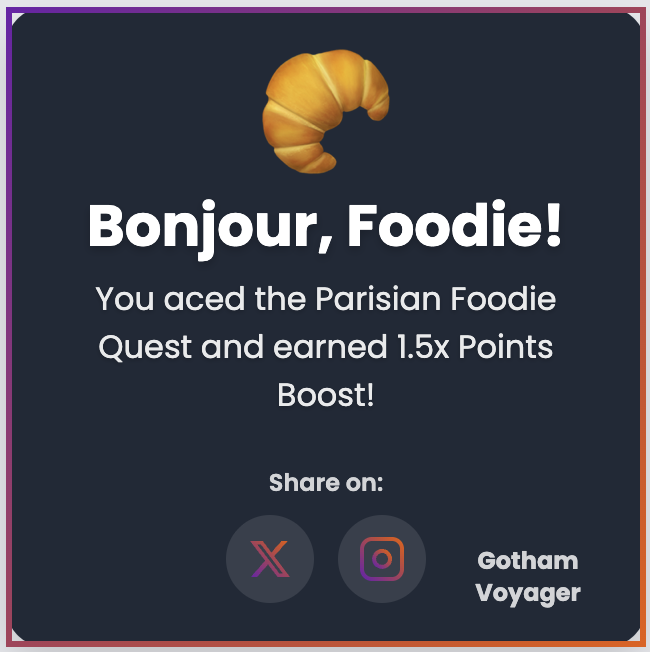 Bonjour, Foodie!
You aced the Parisian Foodie
Quest and earned 1.5x Points
Boost!
Share on:
Gotham
Voyager